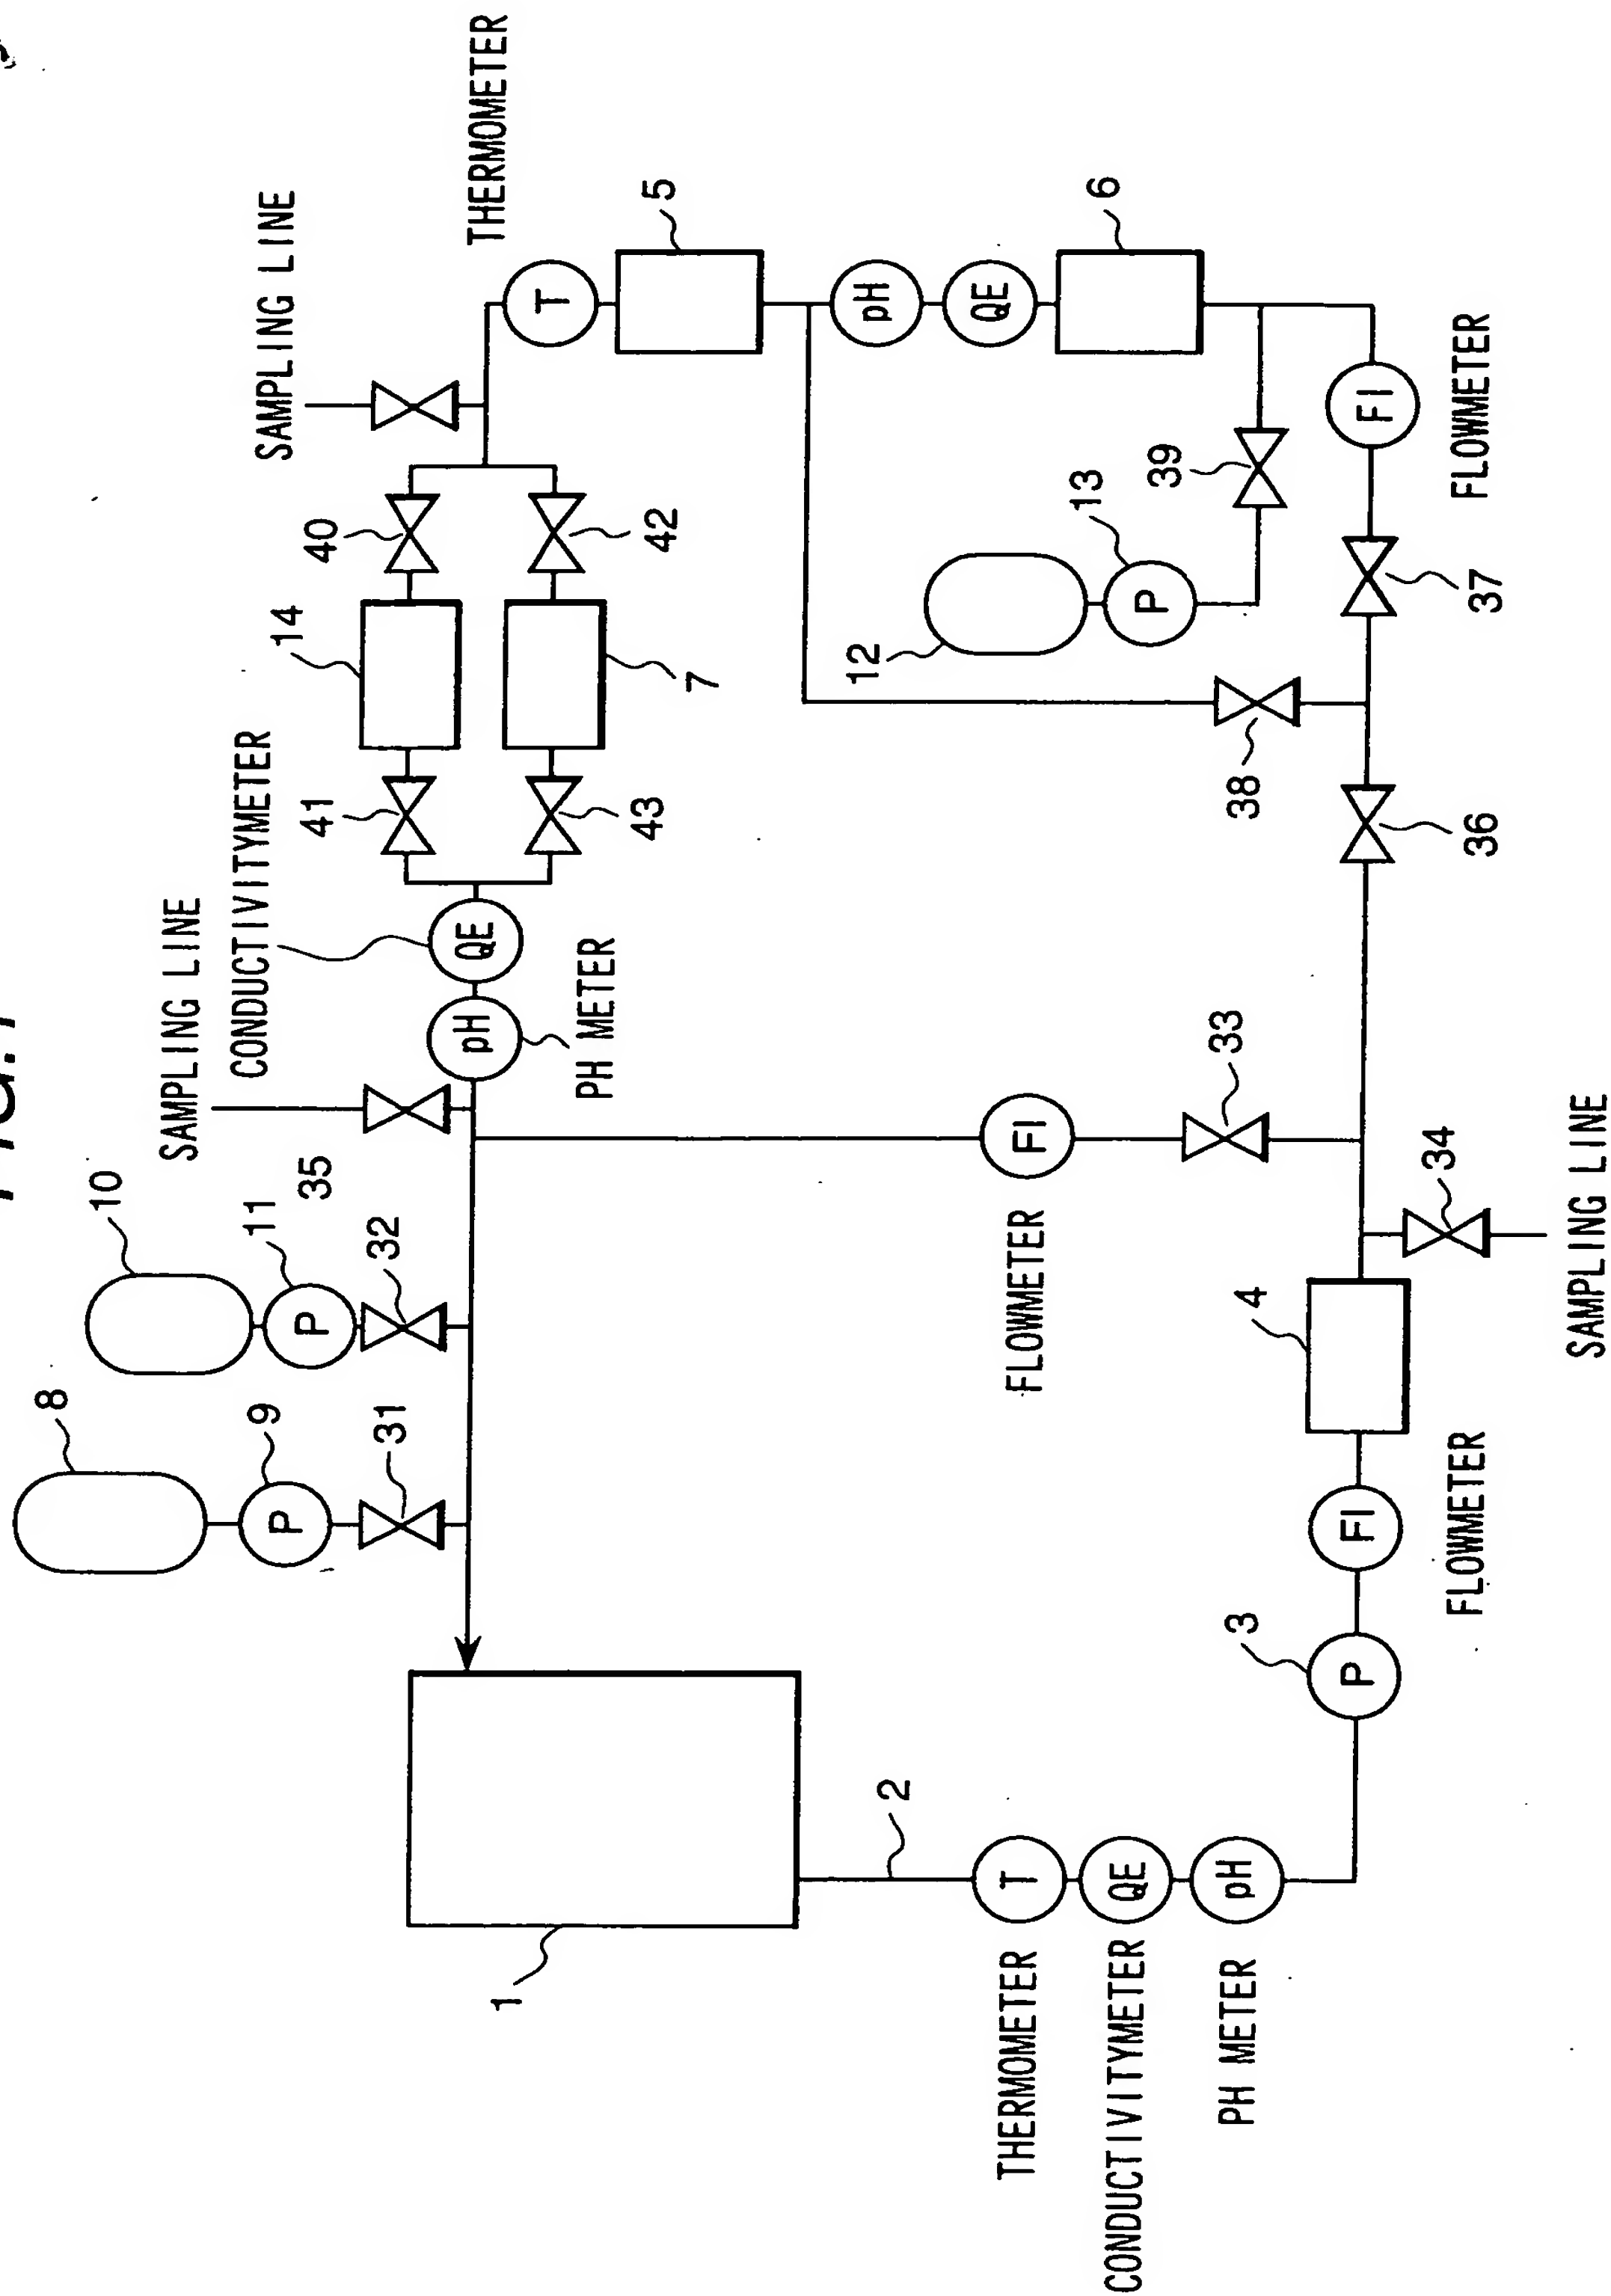 FIG.1
8
10
SAMPLING LINE
CONDUCTIVITYMETER
SAMPLING LINE
9
11
14
P
P
35
41
40
31
32
pH
QE
THERMOMETER
1
T
PH METER
43
42
5
7
12
pH
2
QE
T
THERMOMETER
FLOWMETER
FI
13
6
QE
CONDUCTIVITYMETER
P
39
pH
PH METER
3
4
33
38
P
FI
FI
34
FLOWMETER
36
37
FLOWMETER
SAMPLING LINE